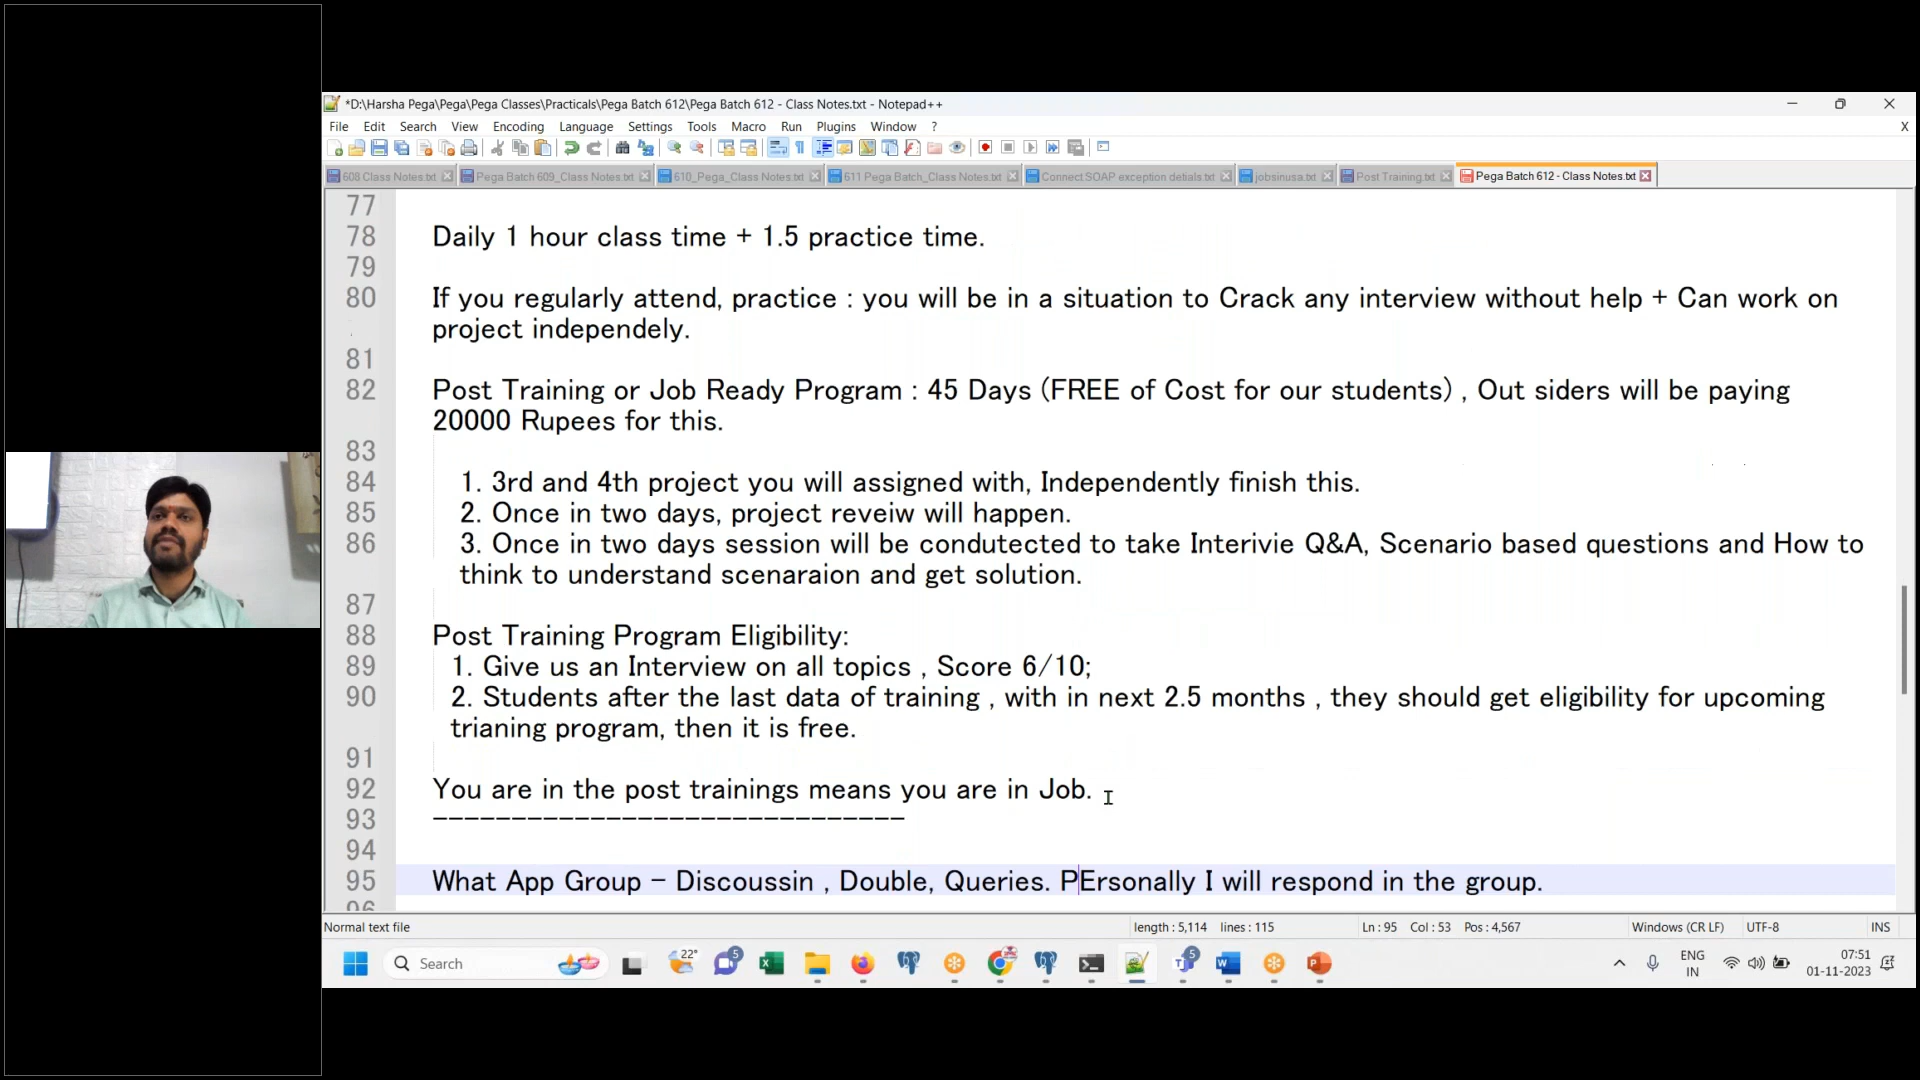 *D:\Harsha Pega\Pega\Pega Classes\Practicals\Pega Batch 612\Pega Batch 612 - Class Notes.txt - Notepad++
File Edit Search View Encoding Language Settings Tools Macro Run Plugins Window ? X
608 Class Notes.txt Pega Batch 609_Class Notes.txt 610_Pega_Class Notes.txt 611 Pega Batch_Class Notes.txt Connect SOAP exception detials.txt jobsinusa.txt Post Training.txt Pega Batch 612 - Class Notes.txt
77
78 Daily 1 hour class time + 1.5 practice time.
79
80 If you regularly attend, practice : you will be in a situation to Crack any interview without help + Can work on
project independely.
81
82 Post Training or Job Ready Program : 45 Days (FREE of Cost for our students) , Out siders will be paying
20000 Rupees for this.
83
84 1. 3rd and 4th project you will assigned with, Independently finish this.
85 2. Once in two days, project reveiw will happen.
86 3. Once in two days session will be condutected to take Interivie Q&A, Scenario based questions and How to
think to understand scenaraion and get solution.
87
88 Post Training Program Eligibility:
89 1. Give us an Interview on all topics , Score 6/10;
90 2. Students after the last data of training , with in next 2.5 months , they should get eligibility for upcoming
trianing program, then it is free.
91
92 You are in the post trainings means you are in Job.
93 ------------------------------
94
95 What App Group - Discoussin , Double, Queries. PErsonally I will respond in the group.
96
Normal text file length : 5,114 lines : 115 Ln : 95 Col : 53 Pos : 4,567 Windows (CR LF) UTF-8 INS
Search 22° 5 5 ENG 07:51
IN 01-11-2023